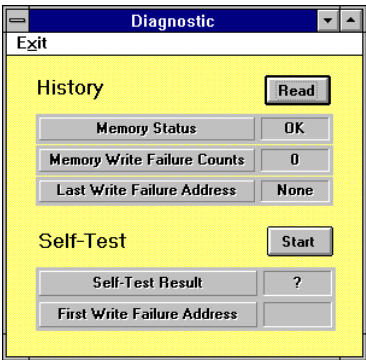 Diagnostic
Exit
History Read
Memory Status OK
Memory Write Failure Counts 0
Last Write Failure Address None
Self-Test Start
Self-Test Result ?
First Write Failure Address